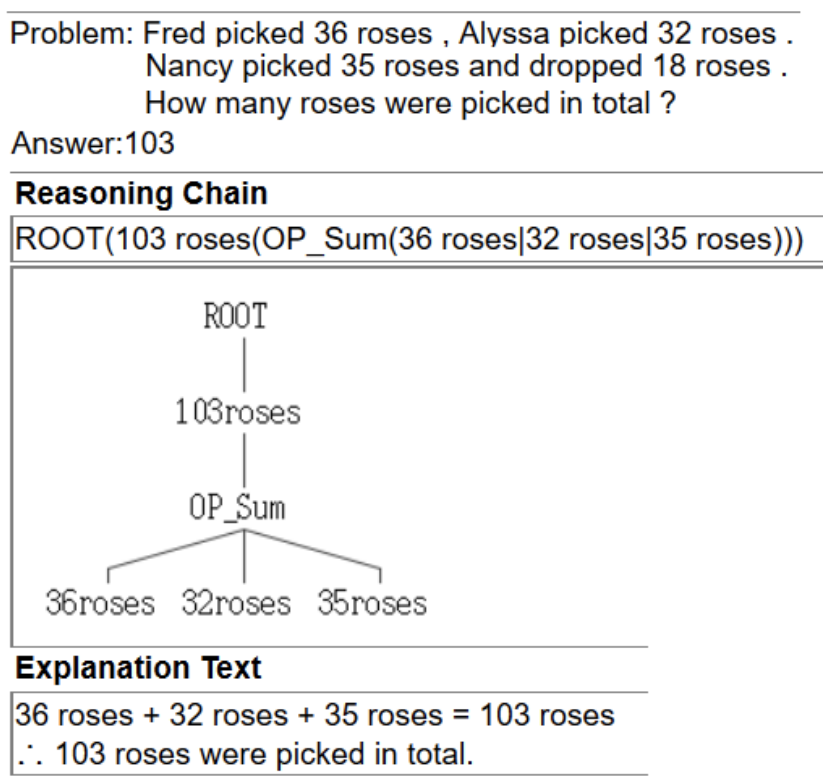 Problem: Fred picked 36 roses , Alyssa picked 32 roses .
Nancy picked 35 roses and dropped 18 roses .
How many roses were picked in total ?
Answer:103
Reasoning Chain
ROOT(103 roses(OP_Sum(36 roses|32 roses|35 roses)))
ROOT
103roses
OP_Sum
36roses 32roses 35roses
Explanation Text
36 roses + 32 roses + 35 roses = 103 roses
∴ 103 roses were picked in total.